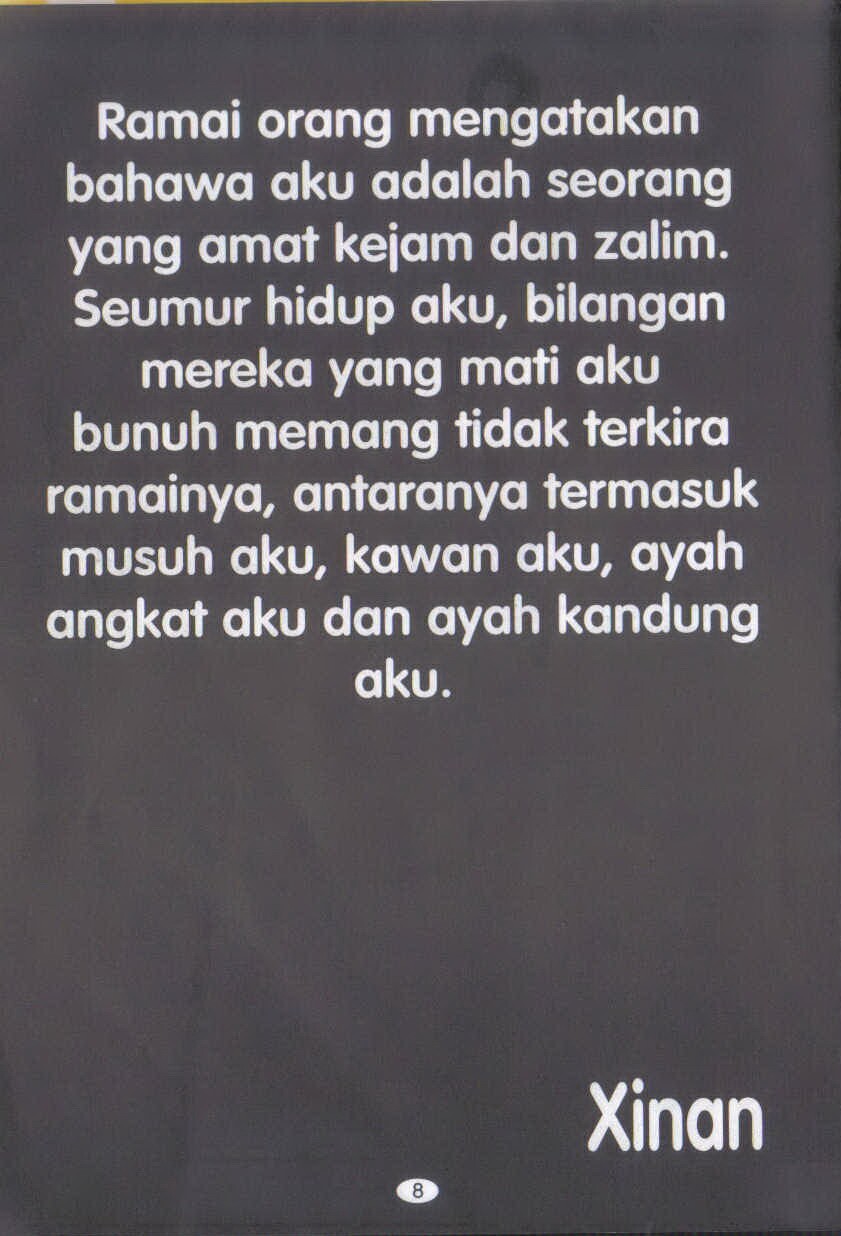 Ramai orang mengatakan
bahawa aku adalah seorang
yang amat kejam dan zalim.
Seumur hidup aku, bilangan
mereka yang mati aku
bunuh memang tidak terkira
ramainya, antaranya termasuk
musuh aku, kawan aku, ayah
angkat aku dan ayah kandung
aku.
Xinan
8